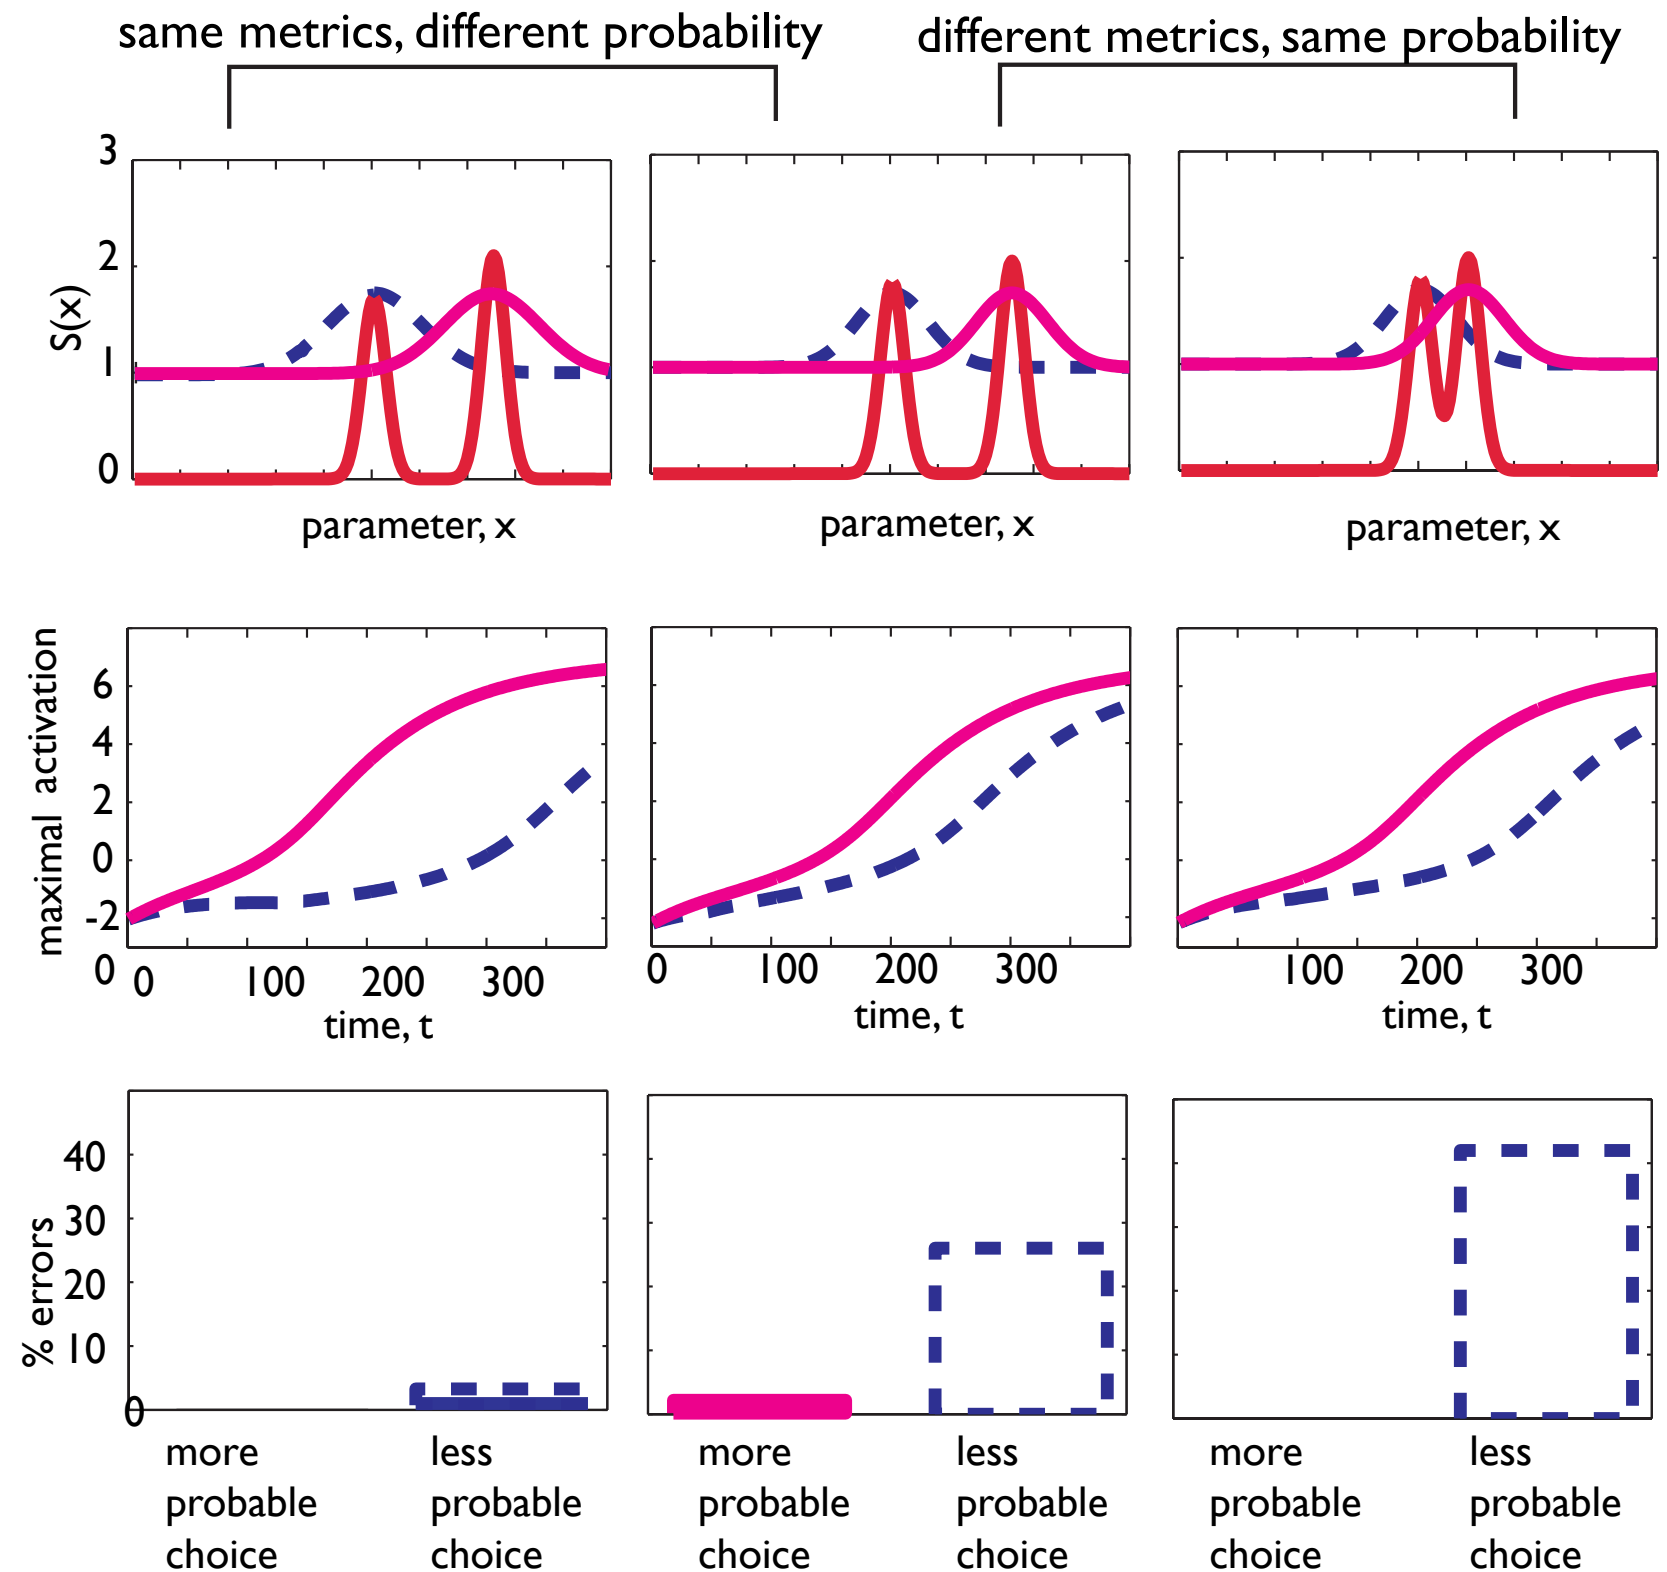 same metrics, different probability
different metrics, same probability
3
2
1
0
S(x)
parameter, x
parameter, x
parameter, x
maximal activation
6
4
2
0
-2
0
0 100 200 300
0 100 200 300
100 200 300
time, t
time, t
time, t
% errors
40
30
20
10
0
more
probable
choice
less
probable
choice
more
probable
choice
less
probable
choice
more
probable
choice
less
probable
choice